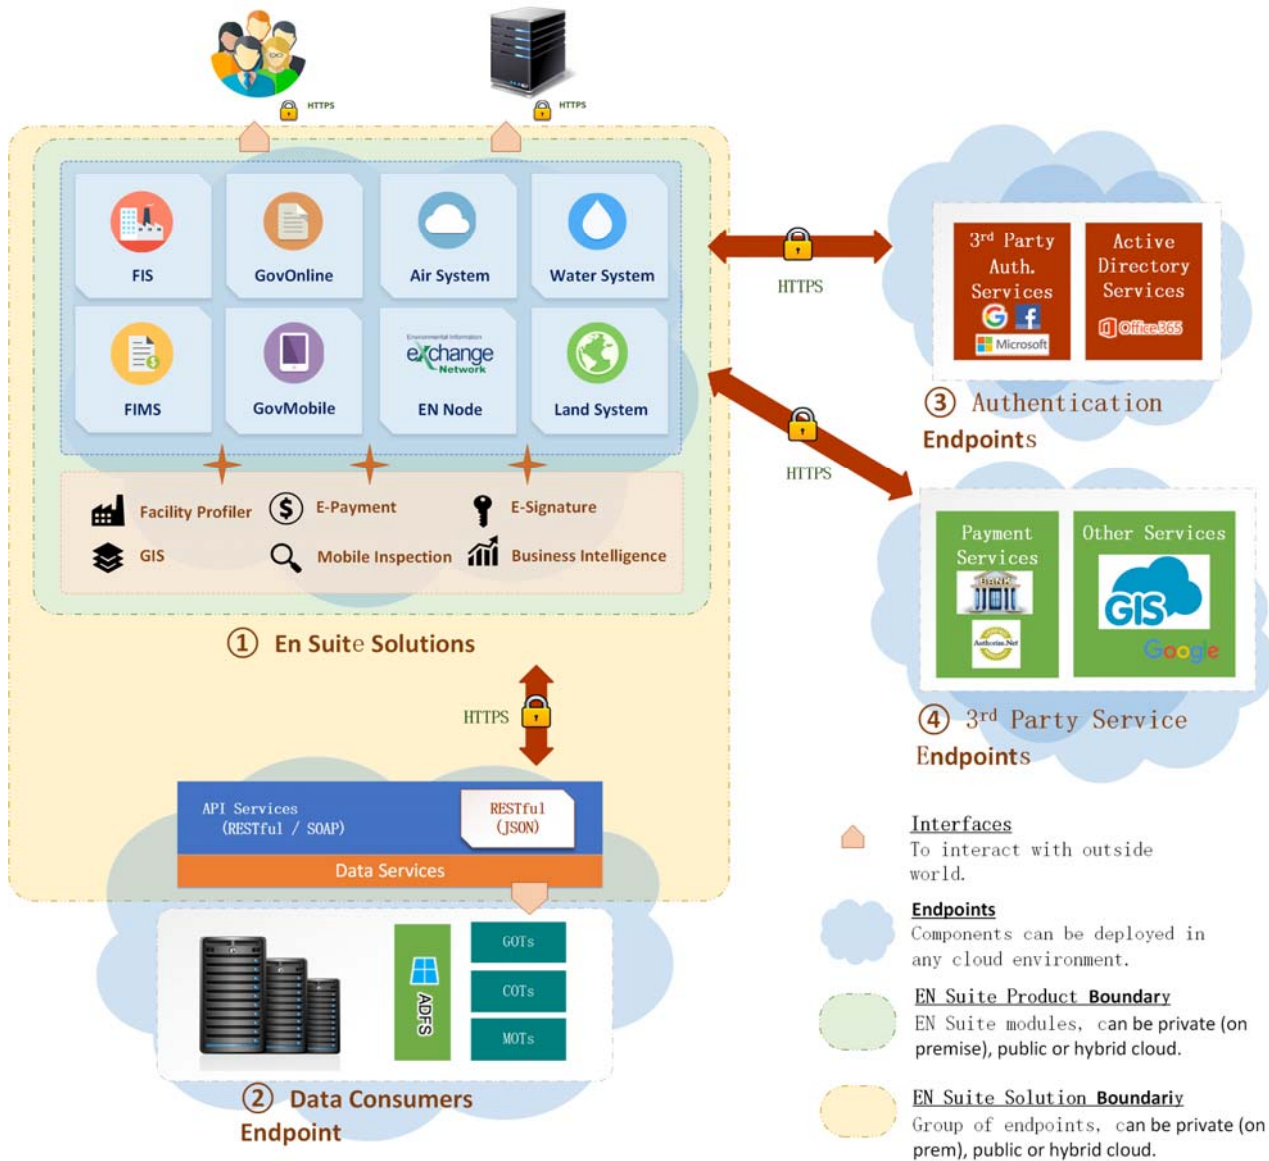 HTTPS
HTTPS
FIS
GovOnline
Air System
Water System
FIMS
GovMobile
Environmental Information
eXchange
Network
EN Node
Land System
Facility Profiler
E-Payment
E-Signature
GIS
Mobile Inspection
Business Intelligence
① En Suite Solutions
HTTPS
API Services
(RESTful / SOAP)
RESTful
(JSON)
Data Services
ADFS
GOTs
COTs
MOTs
② Data Consumers
Endpoint
HTTPS
3rd Party
Auth.
Services
G f
Microsoft
Active
Directory
Services
Office 365
③ Authentication
Endpoints
HTTPS
Payment
Services
BANK
Authorize.Net
Other Services
GIS
Google
④ 3rd Party Service
Endpoints
Interfaces
To interact with outside
world.
Endpoints
Components can be deployed in
any cloud environment.
EN Suite Product Boundary
EN Suite modules, can be private (on
premise), public or hybrid cloud.
EN Suite Solution Boundariy
Group of endpoints, can be private (on
prem), public or hybrid cloud.